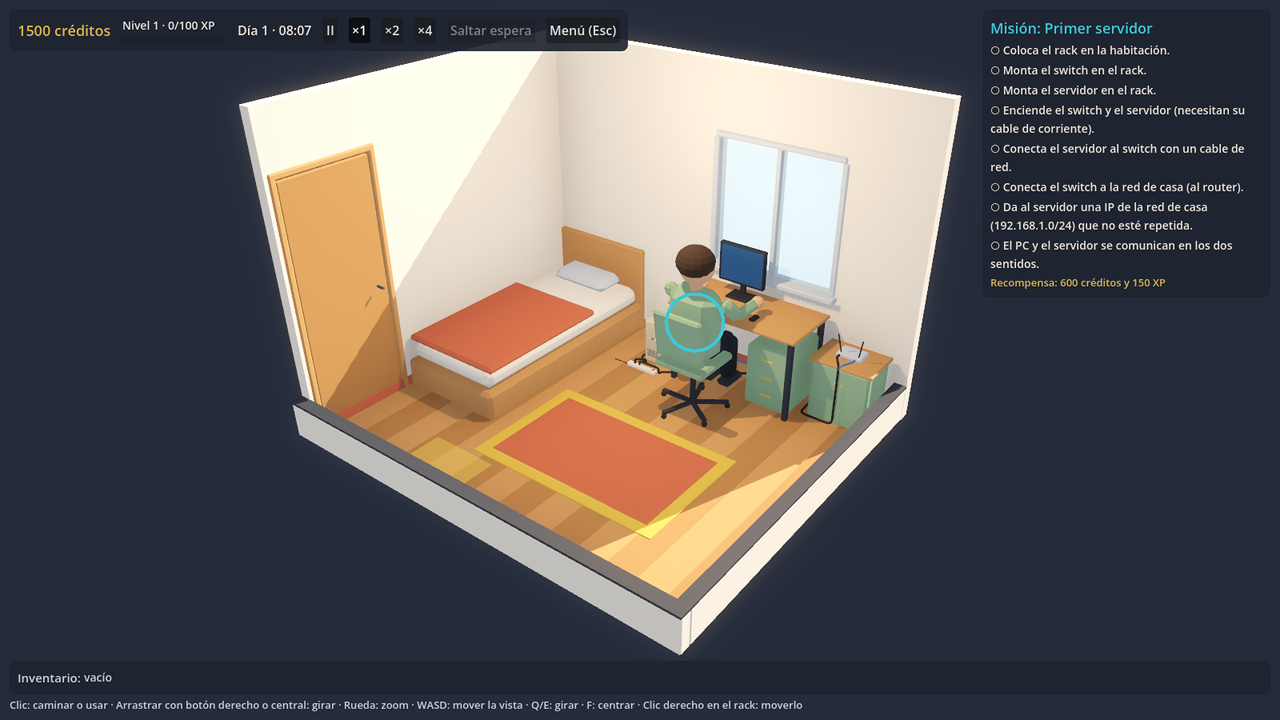 1500 créditos
Nivel 1 · 0/100 XP
Día 1 · 08:07
II
×1
×2
×4
Saltar espera
Menú (Esc)
Misión: Primer servidor
○ Coloca el rack en la habitación.
○ Monta el switch en el rack.
○ Monta el servidor en el rack.
○ Enciende el switch y el servidor (necesitan su
cable de corriente).
○ Conecta el servidor al switch con un cable de
red.
○ Conecta el switch a la red de casa (al router).
○ Da al servidor una IP de la red de casa
(192.168.1.0/24) que no esté repetida.
○ El PC y el servidor se comunican en los dos
sentidos.
Recompensa: 600 créditos y 150 XP
Inventario: vacío
Clic: caminar o usar · Arrastrar con botón derecho o central: girar · Rueda: zoom · WASD: mover la vista · Q/E: girar · F: centrar · Clic derecho en el rack: moverlo